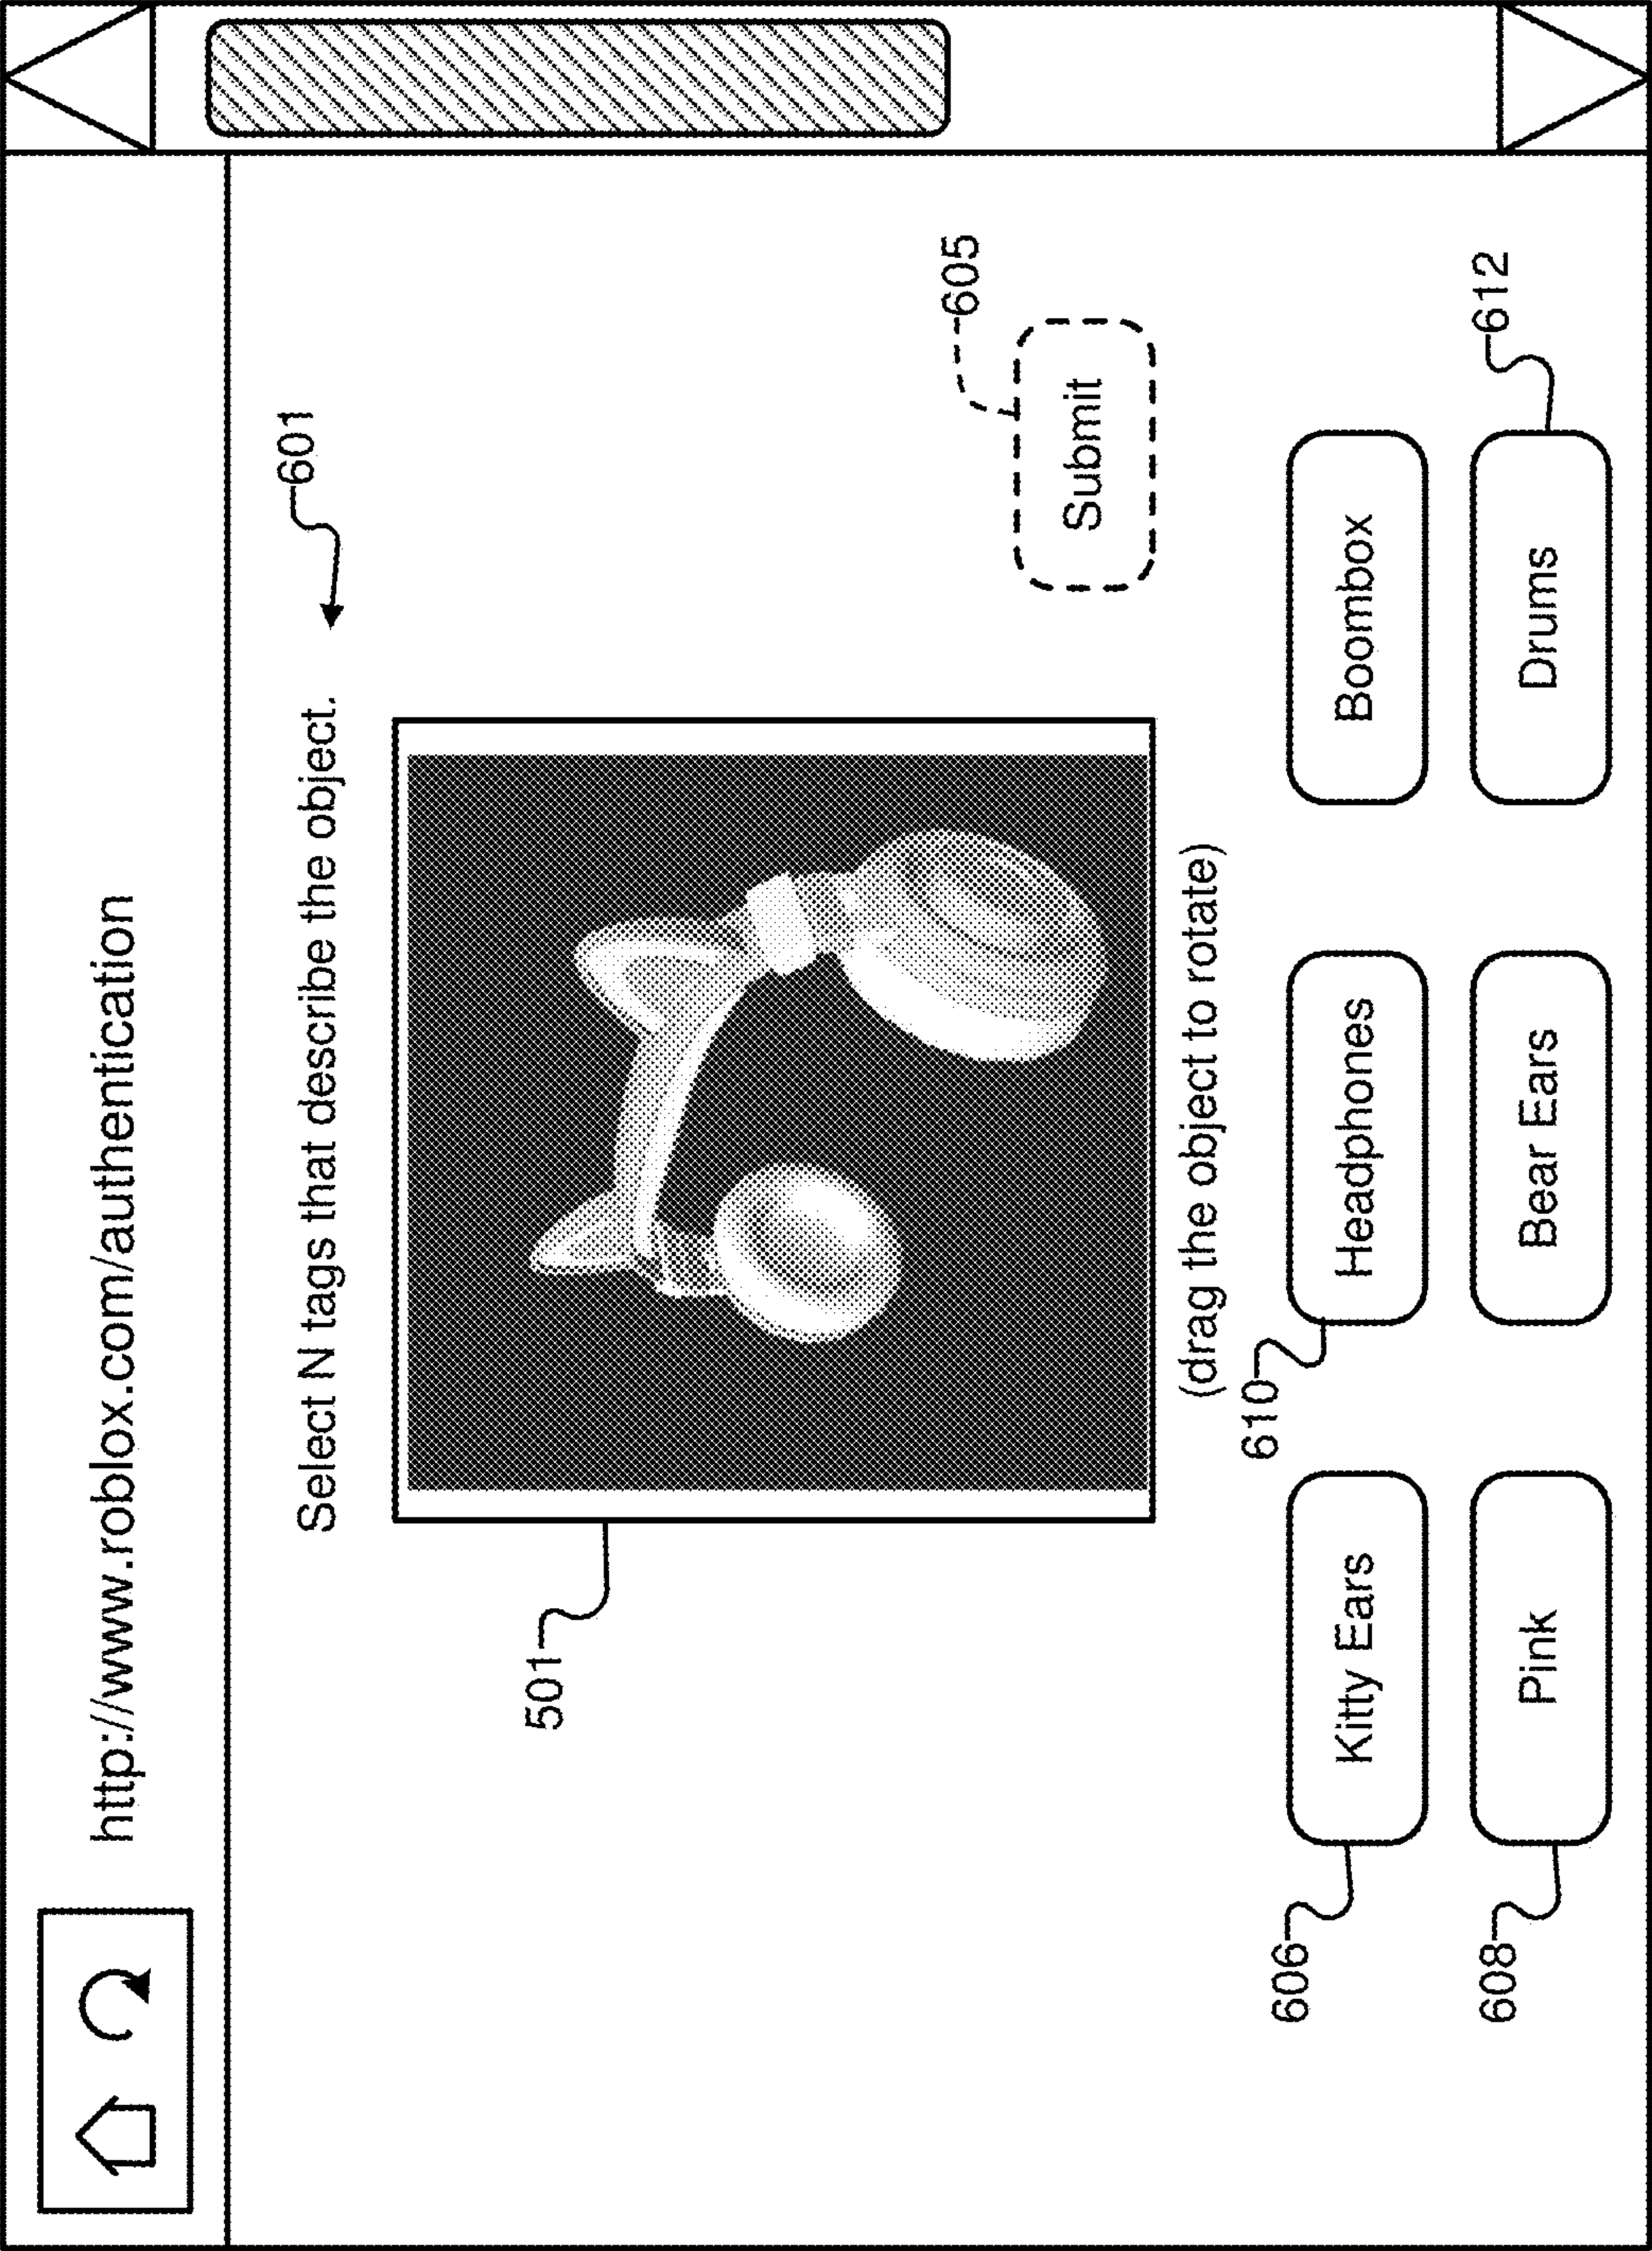 http://www.roblox.com/authentication
601
Select N tags that describe the object.
501
605
Submit
(drag the object to rotate)
610
606
Kitty Ears
Headphones
Boombox
612
608
Pink
Bear Ears
Drums